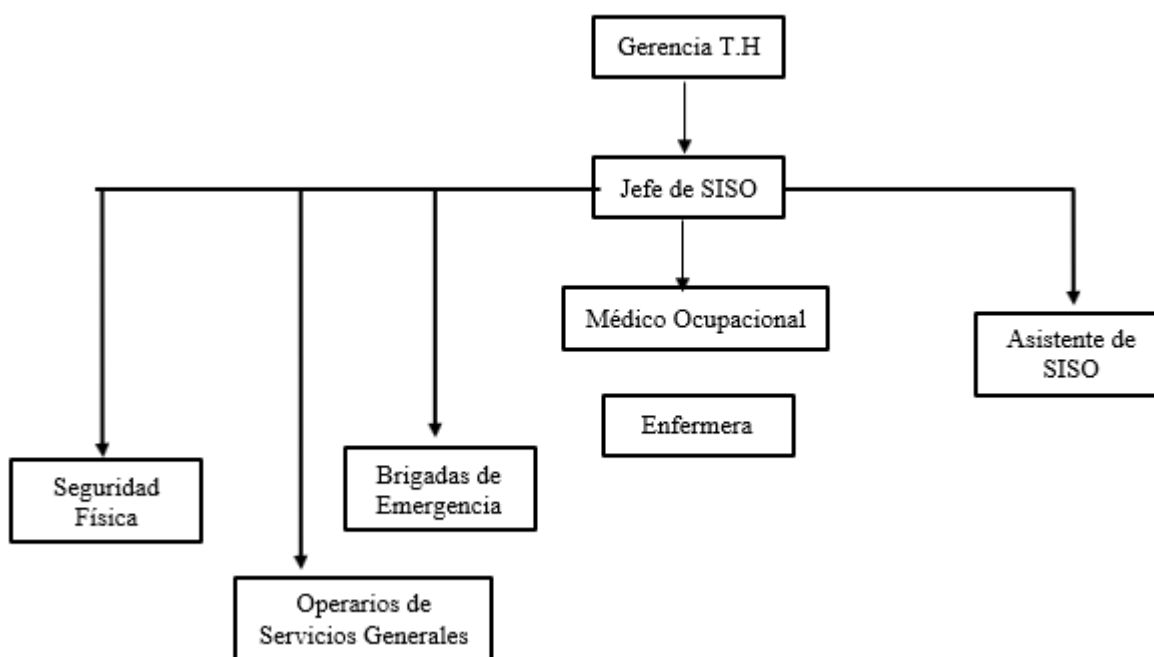 Gerencia T.H
Jefe de SISO
Médico Ocupacional
Asistente de
SISO
Enfermera
Brigadas de
Emergencia
Seguridad
Física
Operarios de
Servicios Generales